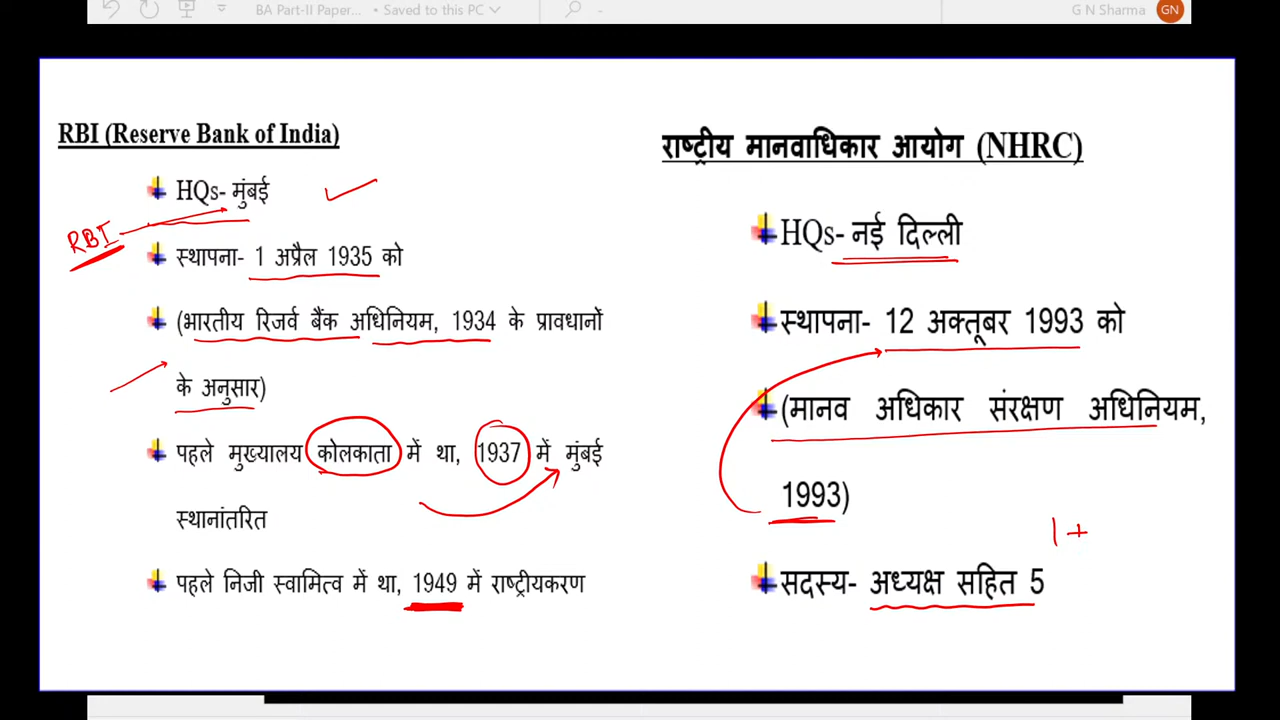 BA Part-II Paper... • Saved to this PC
G N Sharma GN
RBI (Reserve Bank of India)
HQs- मुंबई
RBI
स्थापना- 1 अप्रैल 1935 को
(भारतीय रिजर्व बैंक अधिनियम, 1934 के प्रावधानों
के अनुसार)
पहले मुख्यालय कोलकाता में था, 1937 में मुंबई
स्थानांतरित
पहले निजी स्वामित्व में था, 1949 में राष्ट्रीयकरण
राष्ट्रीय मानवाधिकार आयोग (NHRC)
HQs- नई दिल्ली
स्थापना- 12 अक्तूबर 1993 को
(मानव अधिकार संरक्षण अधिनियम,
1993)
1+
सदस्य- अध्यक्ष सहित 5